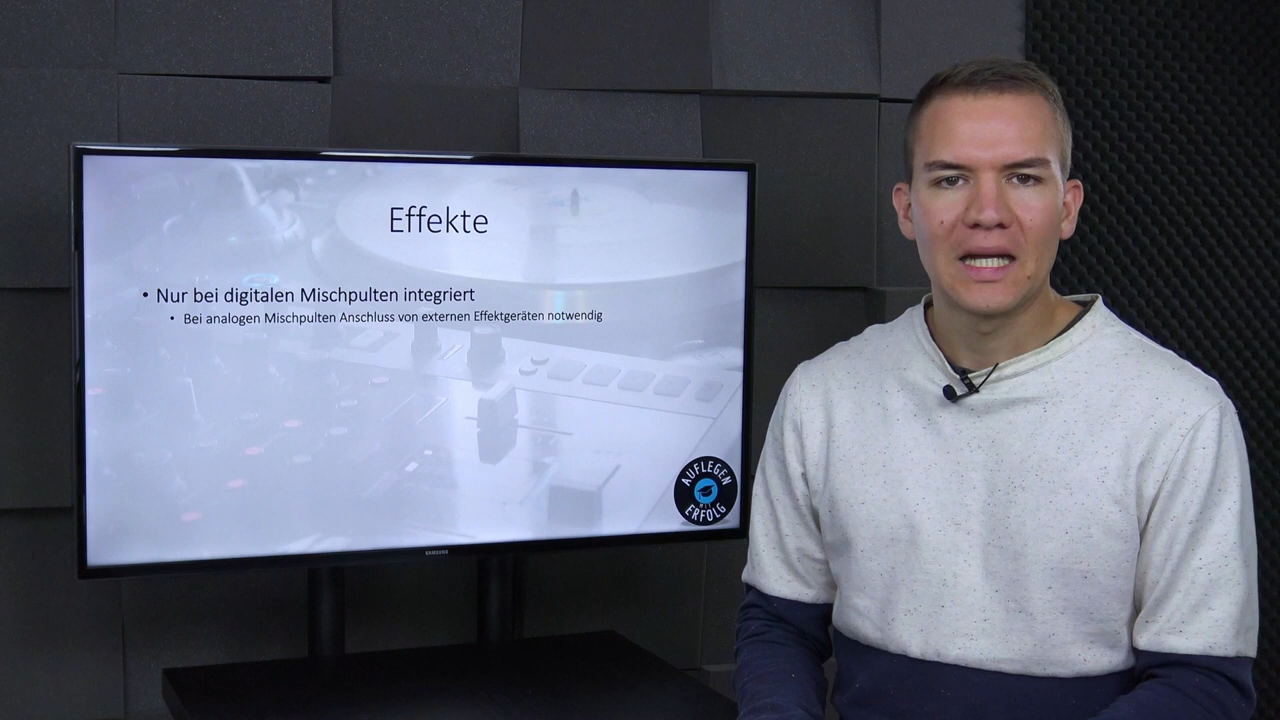 Effekte
• Nur bei digitalen Mischpulten integriert
• Bei analogen Mischpulten Anschluss von externen Effektgeräten notwendig
AUFLEGEN
MIT
ERFOLG
SAMSUNG